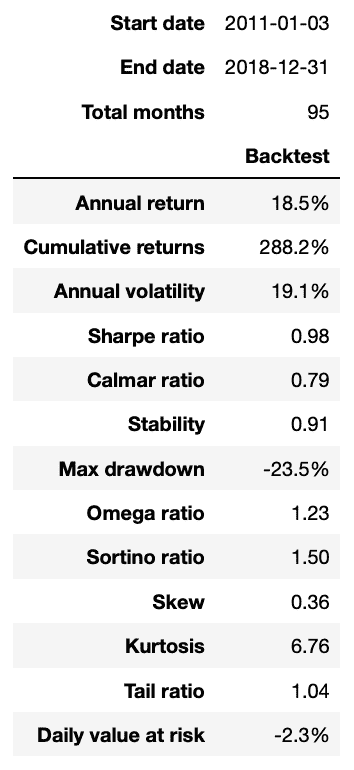 Start date 2011-01-03
End date 2018-12-31
Total months 95
Backtest
Annual return 18.5%
Cumulative returns 288.2%
Annual volatility 19.1%
Sharpe ratio 0.98
Calmar ratio 0.79
Stability 0.91
Max drawdown -23.5%
Omega ratio 1.23
Sortino ratio 1.50
Skew 0.36
Kurtosis 6.76
Tail ratio 1.04
Daily value at risk -2.3%